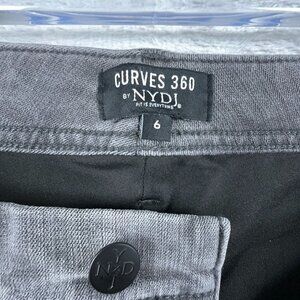 CURVES 360
BY NYDJ
FIT IS EVERYTHING®
6
NYD